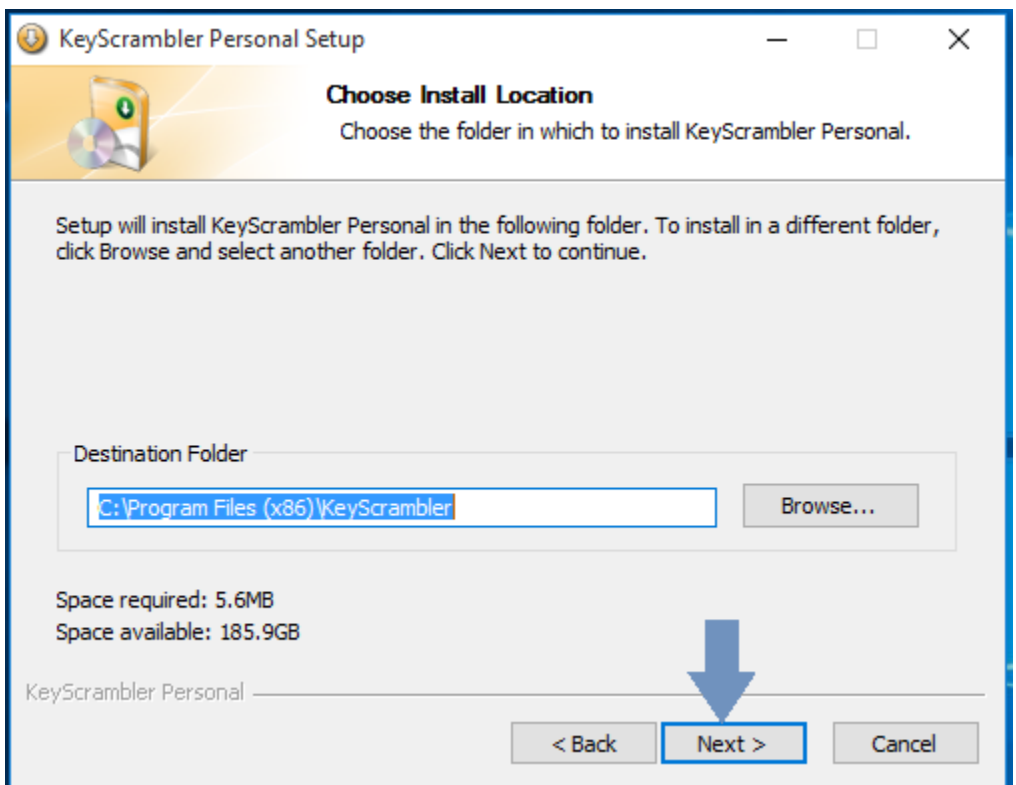 KeyScrambler Personal Setup
Choose Install Location
Choose the folder in which to install KeyScrambler Personal.
Setup will install KeyScrambler Personal in the following folder. To install in a different folder,
click Browse and select another folder. Click Next to continue.
Destination Folder
C:\Program Files (x86)\KeyScrambler
Browse...
Space required: 5.6MB
Space available: 185.9GB
KeyScrambler Personal
< Back
Next >
Cancel